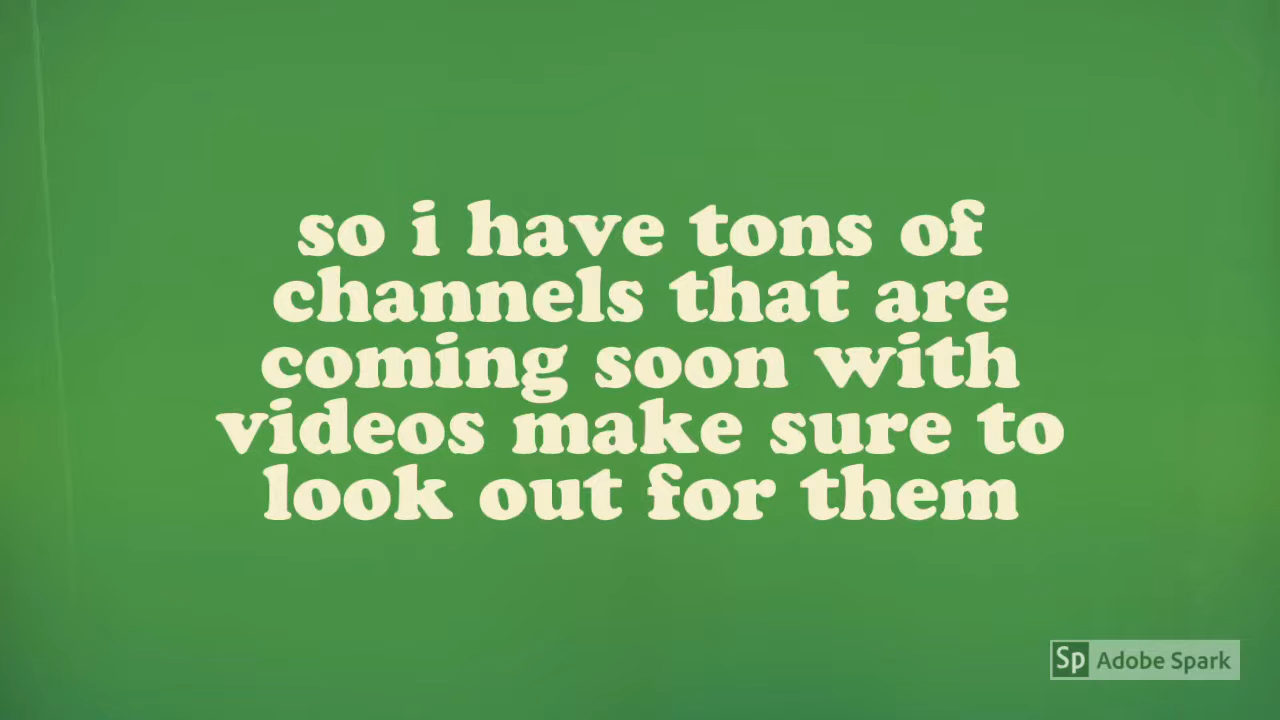 so i have tons of
channels that are
coming soon with
videos make sure to
look out for them
Sp Adobe Spark